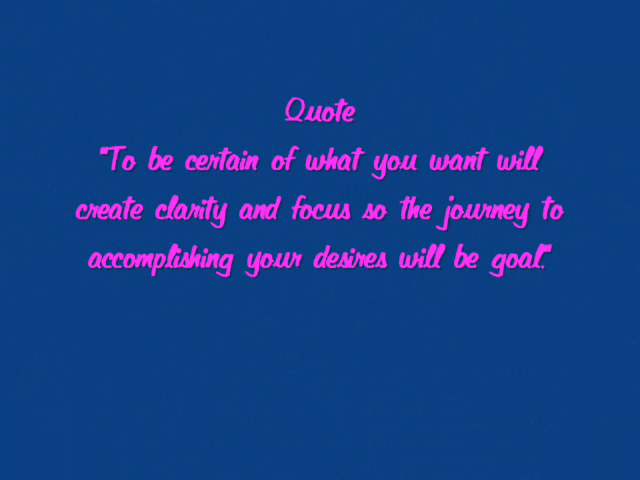 Quote
"To be certain of what you want will
create clarity and focus so the journey to
accomplishing your desires will be goal."